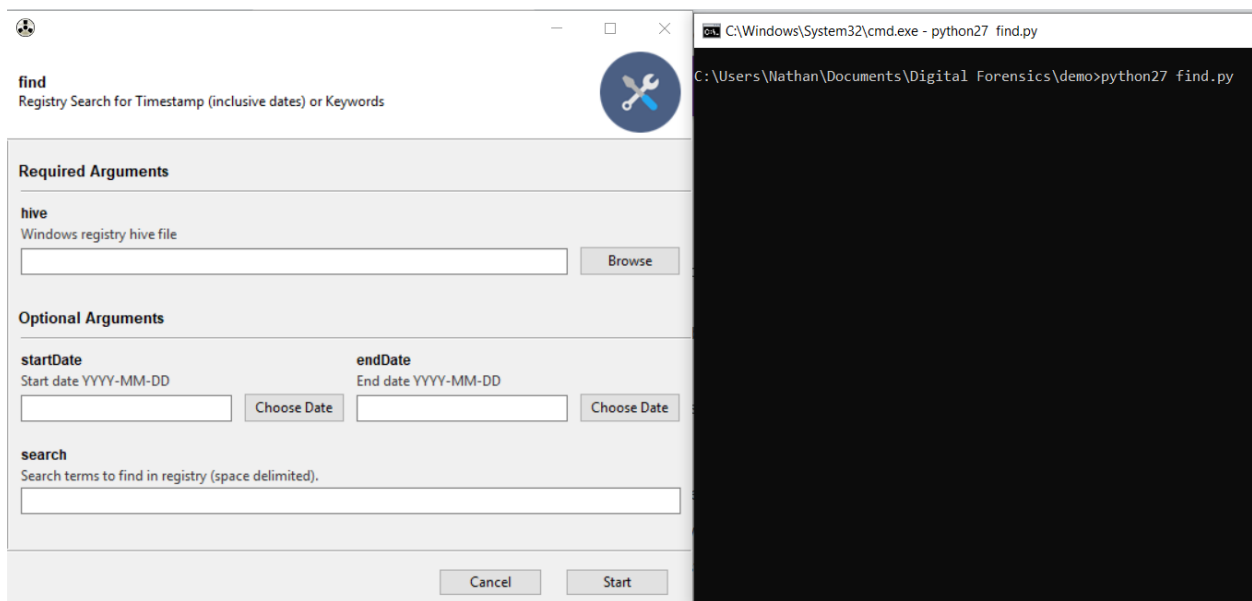 find
Registry Search for Timestamp (inclusive dates) or Keywords
Required Arguments
hive
Windows registry hive file
Browse
Optional Arguments
startDate
Start date YYYY-MM-DD
Choose Date
endDate
End date YYYY-MM-DD
Choose Date
search
Search terms to find in registry (space delimited).
Cancel
Start
C:\Windows\System32\cmd.exe - python27  find.py
C:\Users\Nathan\Documents\Digital Forensics\demo>python27 find.py